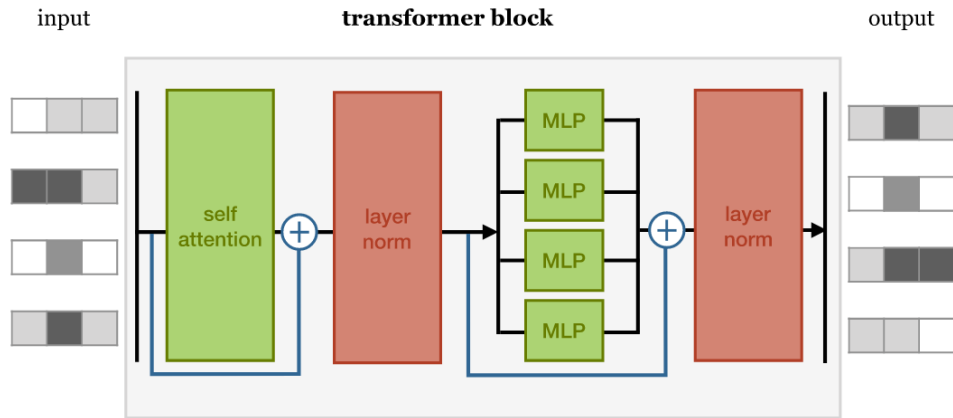 input
transformer block
output
self
attention
layer
norm
MLP
MLP
MLP
MLP
layer
norm